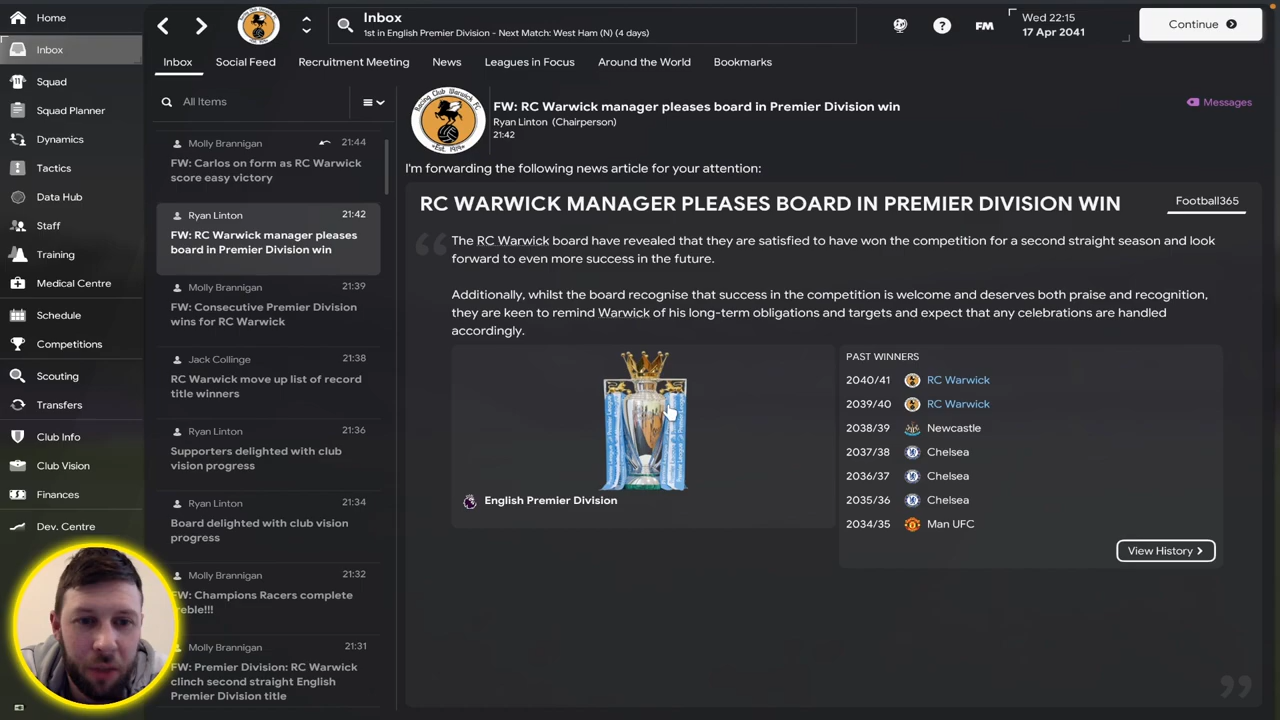 Home
Inbox
Squad
Squad Planner
Dynamics
Tactics
Data Hub
Staff
Training
Medical Centre
Schedule
Competitions
Scouting
Transfers
Club Info
Club Vision
Finances
Dev. Centre
Inbox
1st in English Premier Division - Next Match: West Ham (N) (4 days)
FM
Wed 22:15
17 Apr 2041
Continue
Inbox
Social Feed
Recruitment Meeting
News
Leagues in Focus
Around the World
Bookmarks
All Items
Molly Brannigan
21:44
FW: Carlos on form as RC Warwick
score easy victory
Ryan Linton
21:42
FW: RC Warwick manager pleases
board in Premier Division win
Molly Brannigan
21:39
FW: Consecutive Premier Division
wins for RC Warwick
Jack Collinge
21:38
RC Warwick move up list of record
title winners
Ryan Linton
21:36
Supporters delighted with club
vision progress
Ryan Linton
21:34
Board delighted with club vision
progress
Molly Brannigan
21:32
FW: Champions Racers complete
reble!!!
Molly Brannigan
21:31
FW: Premier Division: RC Warwick
clinch second straight English
Premier Division title
FW: RC Warwick manager pleases board in Premier Division win
Ryan Linton (Chairperson)
21:42
Messages
I'm forwarding the following news article for your attention:
RC WARWICK MANAGER PLEASES BOARD IN PREMIER DIVISION WIN
Football365
The RC Warwick board have revealed that they are satisfied to have won the competition for a second straight season and look
forward to even more success in the future.
Additionally, whilst the board recognise that success in the competition is welcome and deserves both praise and recognition,
they are keen to remind Warwick of his long-term obligations and targets and expect that any celebrations are handled
accordingly.
English Premier Division
PAST WINNERS
2040/41 RC Warwick
2039/40 RC Warwick
2038/39 Newcastle
2037/38 Chelsea
2036/37 Chelsea
2035/36 Chelsea
2034/35 Man UFC
View History